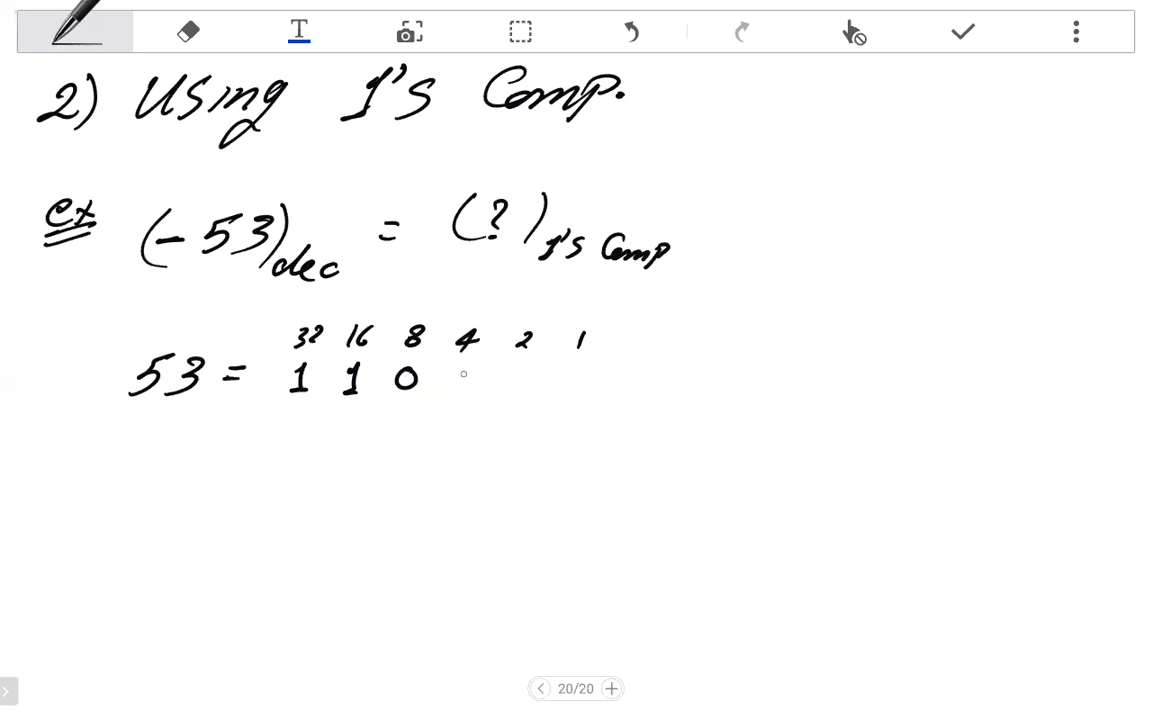 T
2) Using 1's Comp.
ex (-53)dec = (?)1's Comp
32 16 8 4 2 1
53 = 1 1 0
20/20